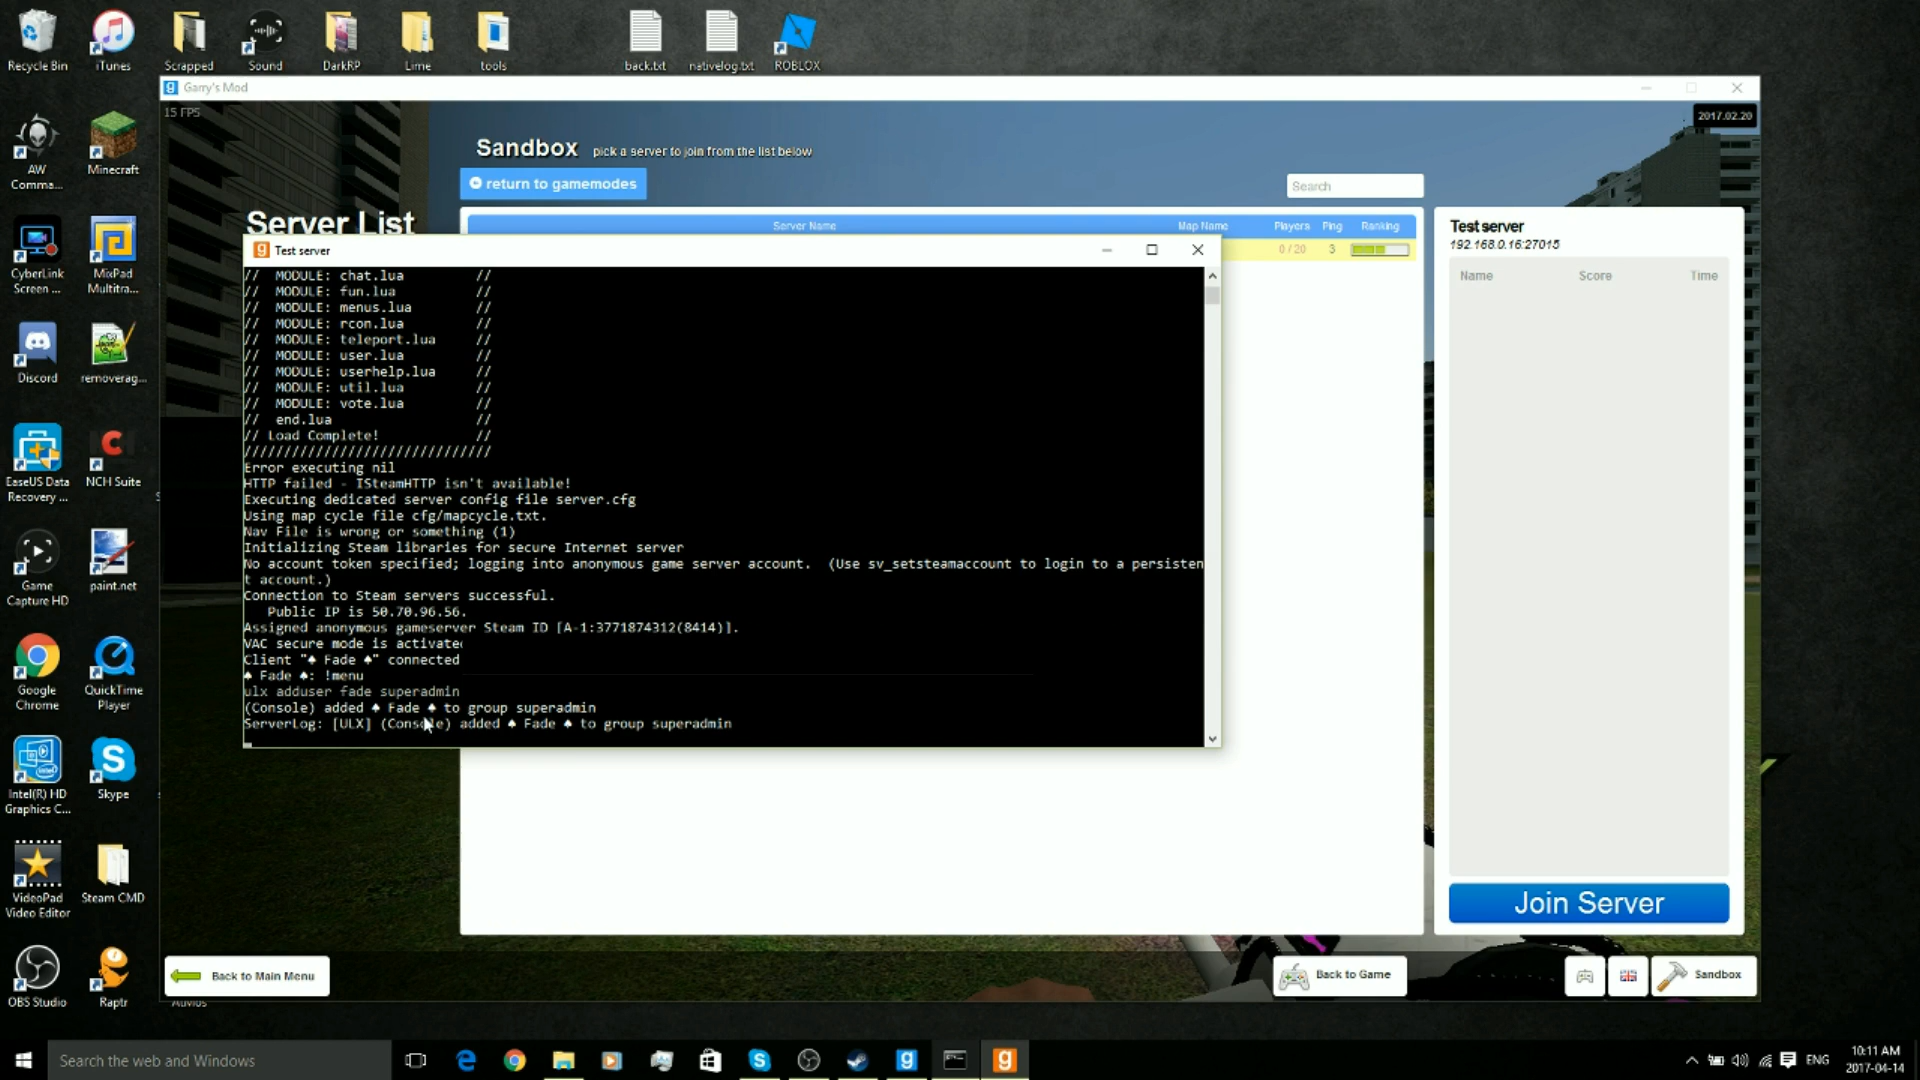 Recycle Bin
iTunes
Scrapped
Sound
DarkRP
Lime
tools
back.txt
nativelog.txt
ROBLOX
Garry's Mod
15 FPS
2017.02.20
Sandbox pick a server to join from the list below
return to gamemodes
Search
Server List
Server Name Map Name Players Ping Ranking
0 / 20 3
Test server
192.168.0.16:27015
Name Score Time
Test server
// MODULE: chat.lua //
// MODULE: fun.lua //
// MODULE: menus.lua //
// MODULE: rcon.lua //
// MODULE: teleport.lua //
// MODULE: user.lua //
// MODULE: userhelp.lua //
// MODULE: util.lua //
// MODULE: vote.lua //
// end.lua //
// Load Complete! //
///////////////////////////////
Error executing nil
HTTP failed - ISteamHTTP isn't available!
Executing dedicated server config file server.cfg
Using map cycle file cfg/mapcycle.txt.
Nav File is wrong or something (1)
Initializing Steam libraries for secure Internet server
No account token specified; logging into anonymous game server account.  (Use sv_setsteamaccount to login to a persisten
t account.)
Connection to Steam servers successful.
Public IP is 50.70.96.56.
Assigned anonymous gameserver Steam ID [A-1:3771874312(8414)].
VAC secure mode is activated
Client "♠ Fade ♠" connected
♠ Fade ♠: !menu
ulx adduser fade superadmin
(Console) added ♠ Fade ♠ to group superadmin
ServerLog: [ULX] (Console) added ♠ Fade ♠ to group superadmin
Join Server
Back to Main Menu
Back to Game
Sandbox
AW
Comma...
Minecraft
CyberLink
Screen ...
MixPad
Multitra...
Discord
removerag...
EaseUS Data
Recovery ...
NCH Suite
Game
Capture HD
paint.net
Google
Chrome
QuickTime
Player
Intel(R) HD
Graphics C...
Skype
VideoPad
Video Editor
Steam CMD
OBS Studio
Raptr
Search the web and Windows
ENG
10:11 AM
2017-04-14